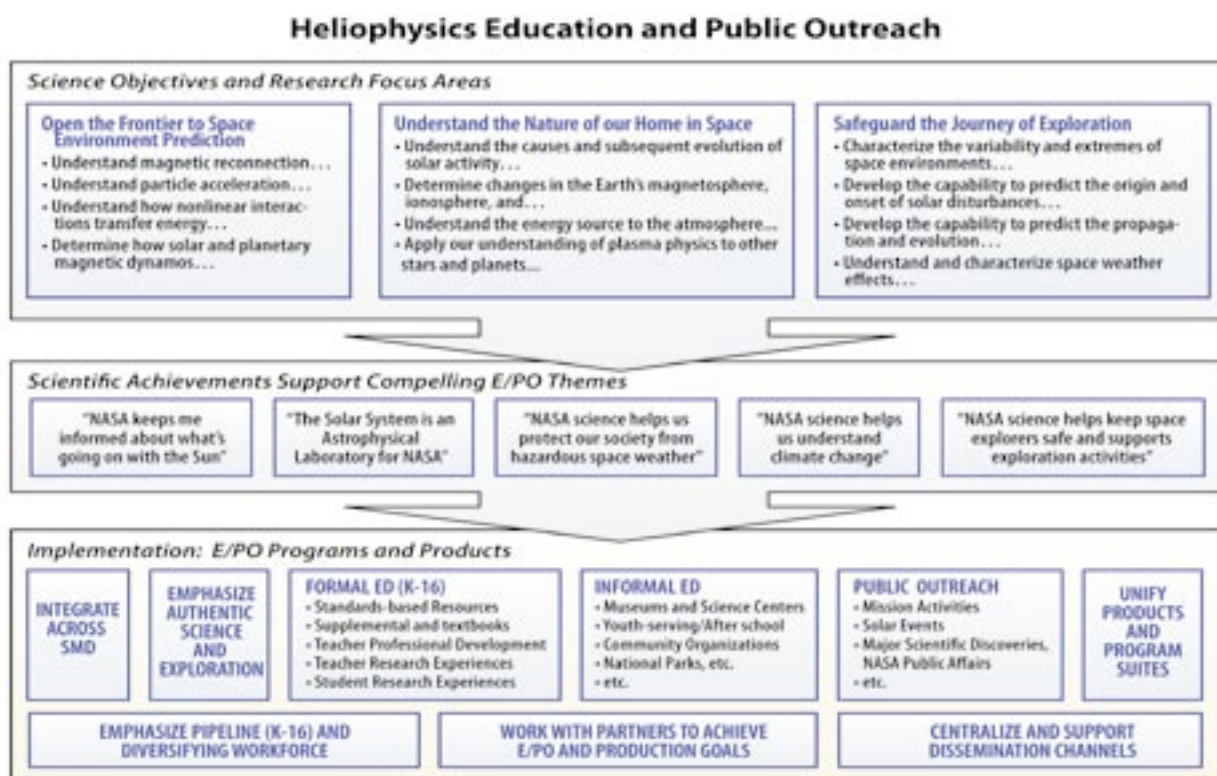 Heliophysics Education and Public Outreach
Science Objectives and Research Focus Areas
Open the Frontier to Space
Environment Prediction
• Understand magnetic reconnection…
• Understand particle acceleration…
• Understand how nonlinear interac-
tions transfer energy…
• Determine how solar and planetary
magnetic dynamos…
Understand the Nature of our Home in Space
• Understand the causes and subsequent evolution of
solar activity…
• Determine changes in the Earth's magnetosphere,
ionosphere, and…
• Understand the energy source to the atmosphere...
• Apply our understanding of plasma physics to other
stars and planets...
Safeguard the Journey of Exploration
• Characterize the variability and extremes of
space environments…
• Develop the capability to predict the origin and
onset of solar disturbances…
• Develop the capability to predict the propaga-
tion and evolution…
• Understand and characterize space weather
effects…
Scientific Achievements Support Compelling E/PO Themes
"NASA keeps me
informed about what's
going on with the Sun"
"The Solar System is an
Astrophysical
Laboratory for NASA"
"NASA science helps us
protect our society from
hazardous space weather"
"NASA science helps
us understand
climate change"
"NASA science helps keep space
explorers safe and supports
exploration activities"
Implementation: E/PO Programs and Products
INTEGRATE
ACROSS
SMD
EMPHASIZE
AUTHENTIC
SCIENCE
AND
EXPLORATION
FORMAL ED (K-16)
• Standards-based Resources
• Supplemental and textbooks
• Teacher Professional Development
• Teacher Research Experiences
• Student Research Experiences
INFORMAL ED
• Museums and Science Centers
• Youth-serving/After school
• Community Organizations
• National Parks, etc.
• etc.
PUBLIC OUTREACH
• Mission Activities
• Solar Events
• Major Scientific Discoveries,
NASA Public Affairs
• etc.
UNIFY
PRODUCTS
AND
PROGRAM
SUITES
EMPHASIZE PIPELINE (K-16) AND
DIVERSIFYING WORKFORCE
WORK WITH PARTNERS TO ACHIEVE
E/PO AND PRODUCTION GOALS
CENTRALIZE AND SUPPORT
DISSEMINATION CHANNELS